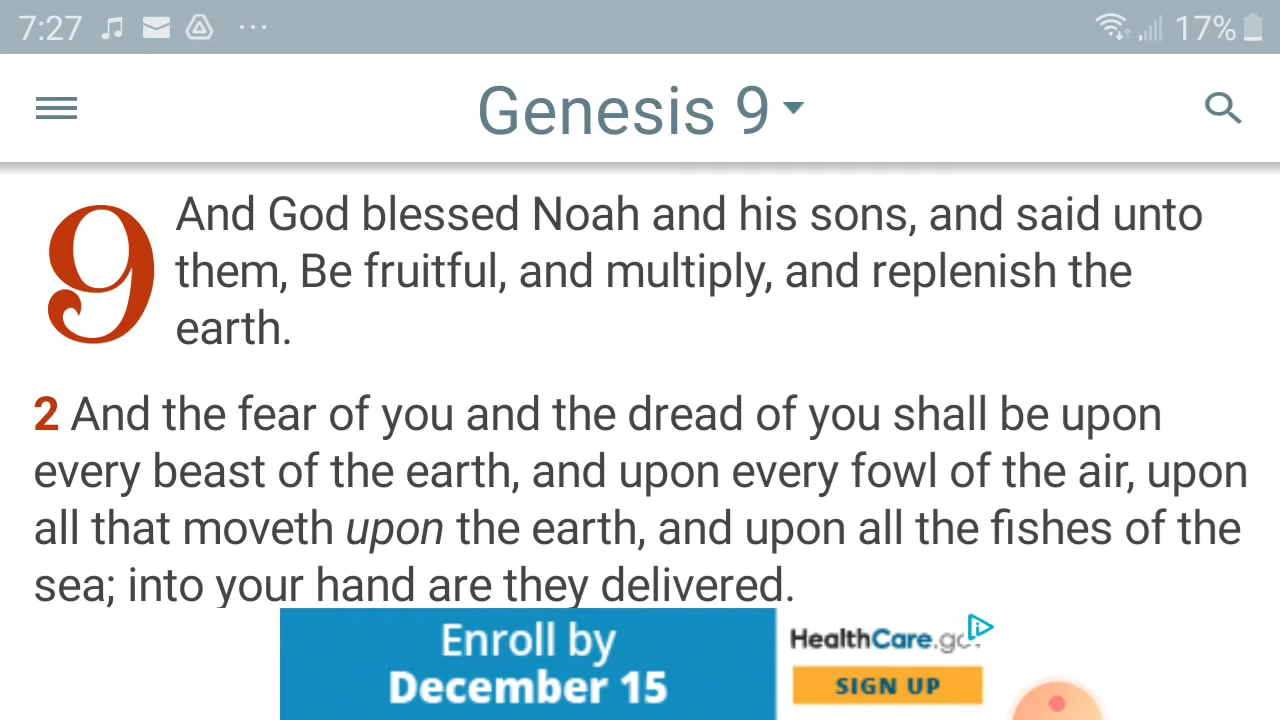 7:27 ... 17%
Genesis 9
9 And God blessed Noah and his sons, and said unto
them, Be fruitful, and multiply, and replenish the
earth.
2 And the fear of you and the dread of you shall be upon
every beast of the earth, and upon every fowl of the air, upon
all that moveth upon the earth, and upon all the fishes of the
sea; into your hand are they delivered.
Enroll by
December 15
HealthCare.gov
SIGN UP